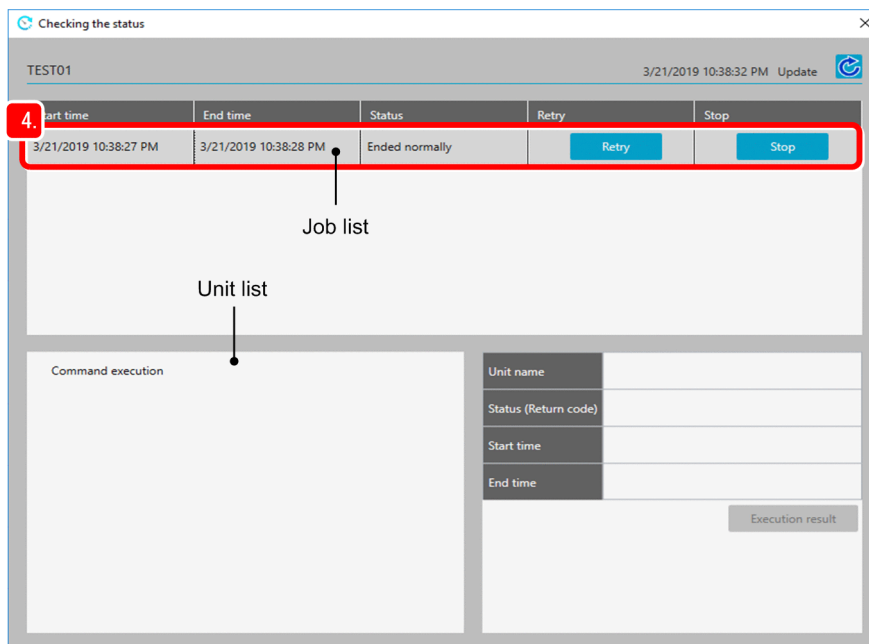 Checking the status
TEST01
3/21/2019 10:38:32 PM Update
4.
Start time End time Status Retry Stop
3/21/2019 10:38:27 PM 3/21/2019 10:38:28 PM Ended normally Retry Stop
Job list
Unit list
Command execution
Unit name
Status (Return code)
Start time
End time
Execution result